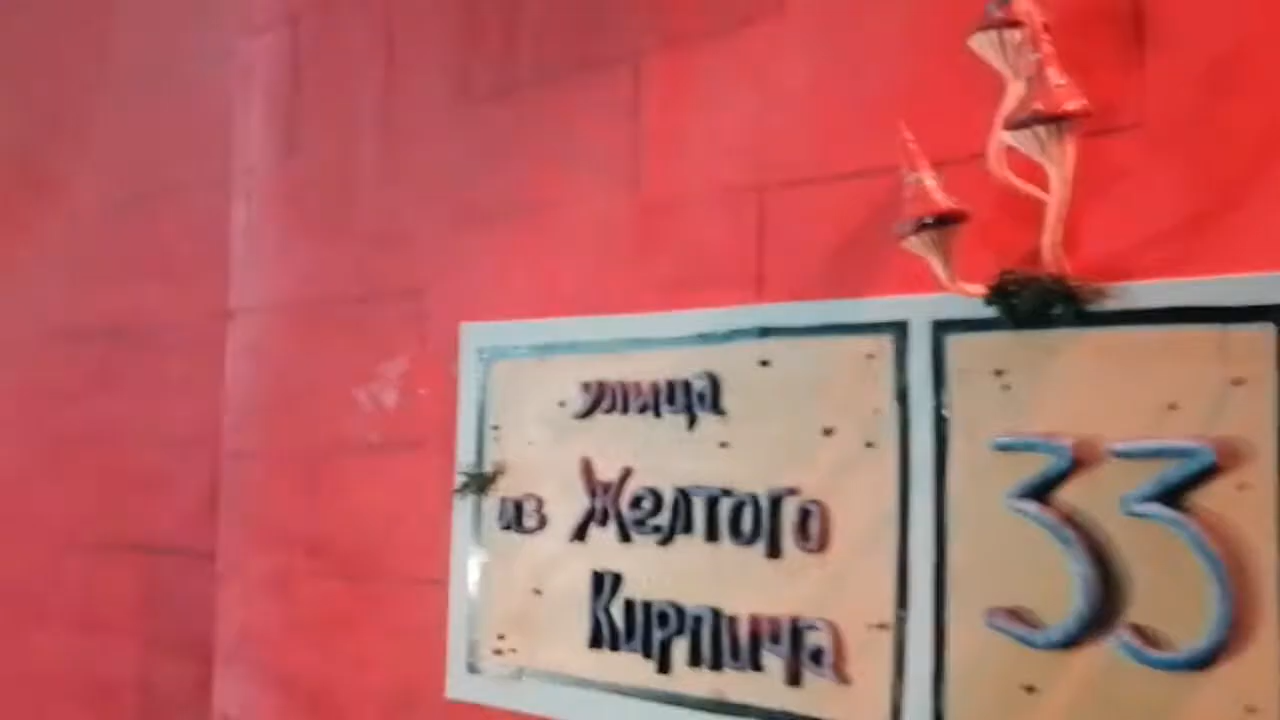 улица
из Желтого
Кирпича
33